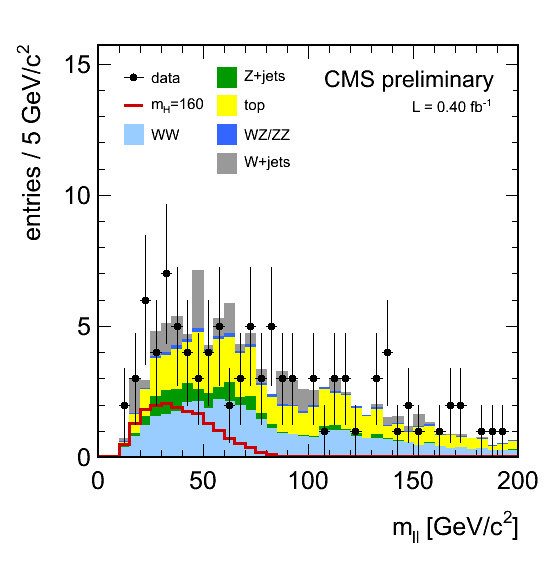 CMS preliminary
L = 0.40 fb⁻¹
data
m_H=160
WW
Z+jets
top
WZ/ZZ
W+jets
entries / 5 GeV/c²
15
10
5
0
0 50 100 150 200
m_ll [GeV/c²]